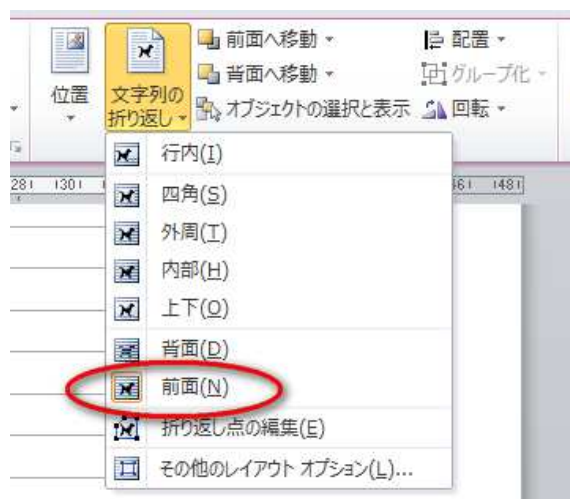 位置
文字列の
折り返し
前面へ移動
背面へ移動
オブジェクトの選択と表示
配置
グループ化
回転
行内(I)
四角(S)
外周(T)
内部(H)
上下(O)
背面(D)
前面(N)
折り返し点の編集(E)
その他のレイアウト オプション(L)...